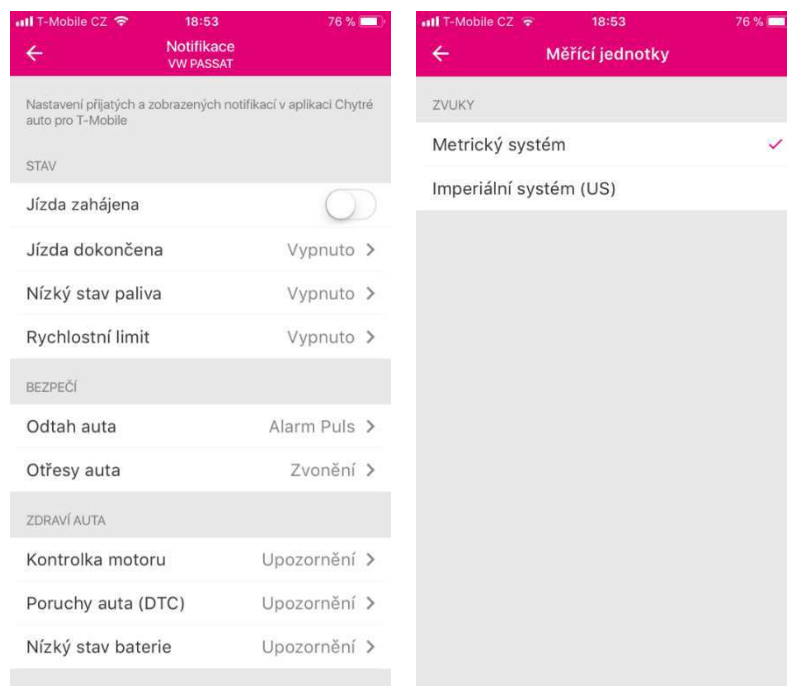 T-Mobile CZ 18:53 76 %
Notifikace
VW PASSAT
Nastavení přijatých a zobrazených notifikací v aplikaci Chytré
auto pro T-Mobile
STAV
Jízda zahájena
Jízda dokončena Vypnuto
Nízký stav paliva Vypnuto
Rychlostní limit Vypnuto
BEZPEČÍ
Odtah auta Alarm Puls
Otřesy auta Zvonění
ZDRAVÍ AUTA
Kontrolka motoru Upozornění
Poruchy auta (DTC) Upozornění
Nízký stav baterie Upozornění
T-Mobile CZ 18:53 76 %
Měřící jednotky
ZVUKY
Metrický systém
Imperiální systém (US)